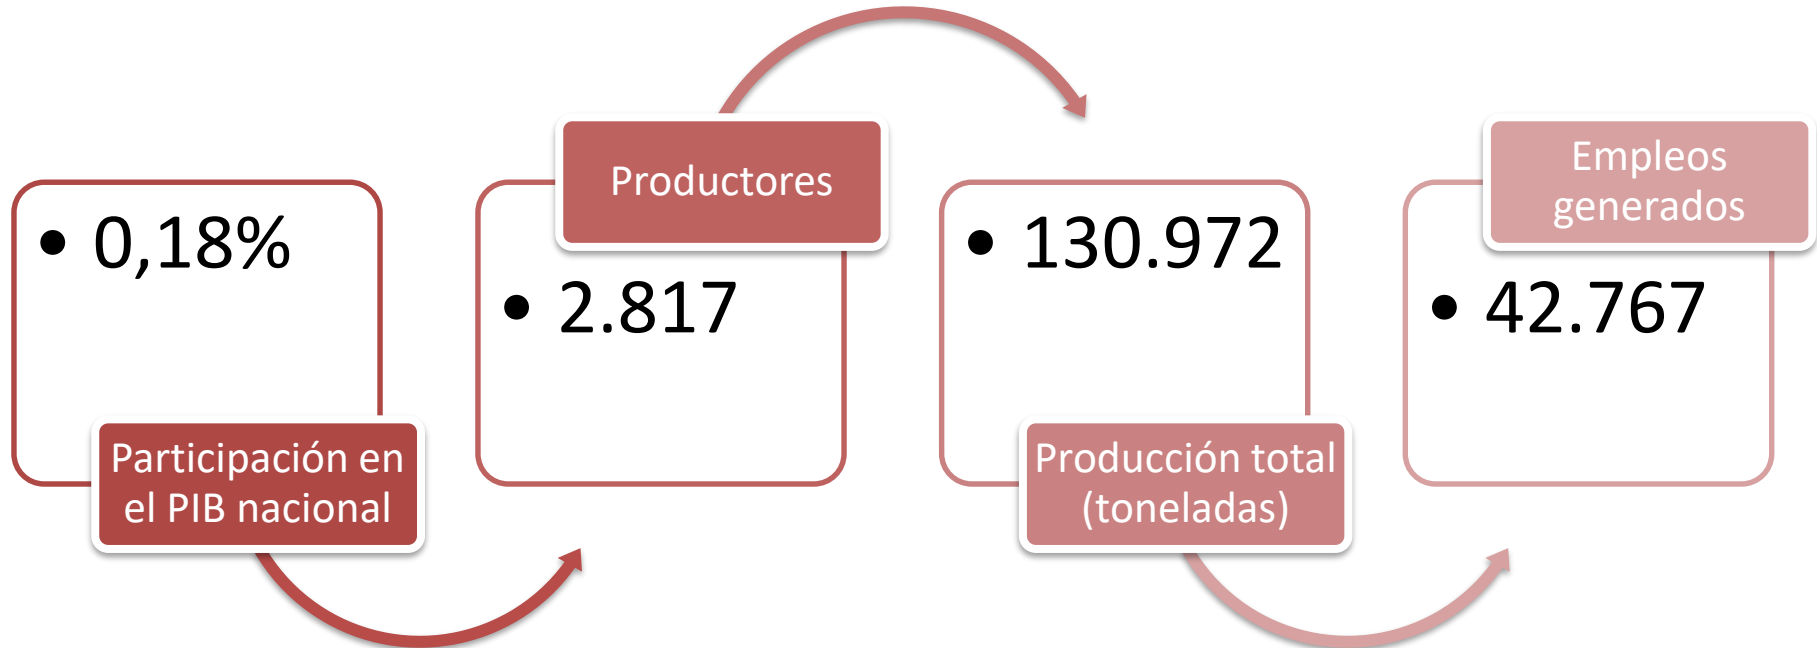 • 0,18%
Participación en
el PIB nacional
Productores
• 2.817
• 130.972
Producción total
(toneladas)
Empleos
generados
• 42.767